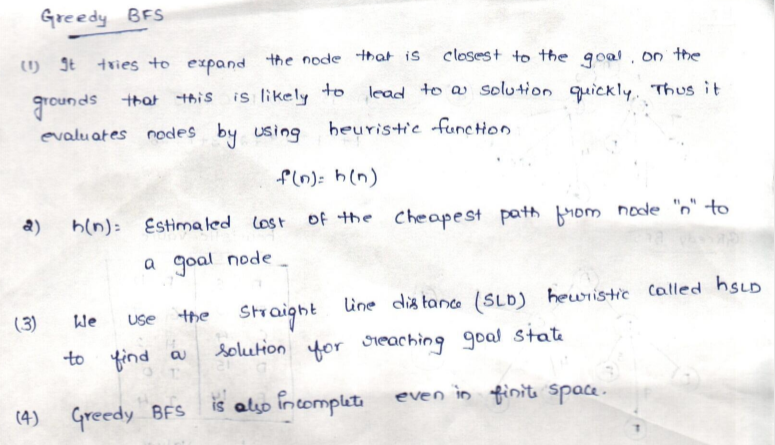 Greedy BFS
(1) It tries to expand the node that is closest to the goal, on the
grounds that this is likely to lead to a solution quickly. Thus it
evaluates nodes by using heuristic function
f(n)= h(n)
2) h(n): Estimated cost of the cheapest path from node "n" to
a goal node
(3) We use the straight line distance (SLD) heuristic called hSLD
to find a solution for reaching goal state
(4) Greedy BFS is also incomplete even in finite space.